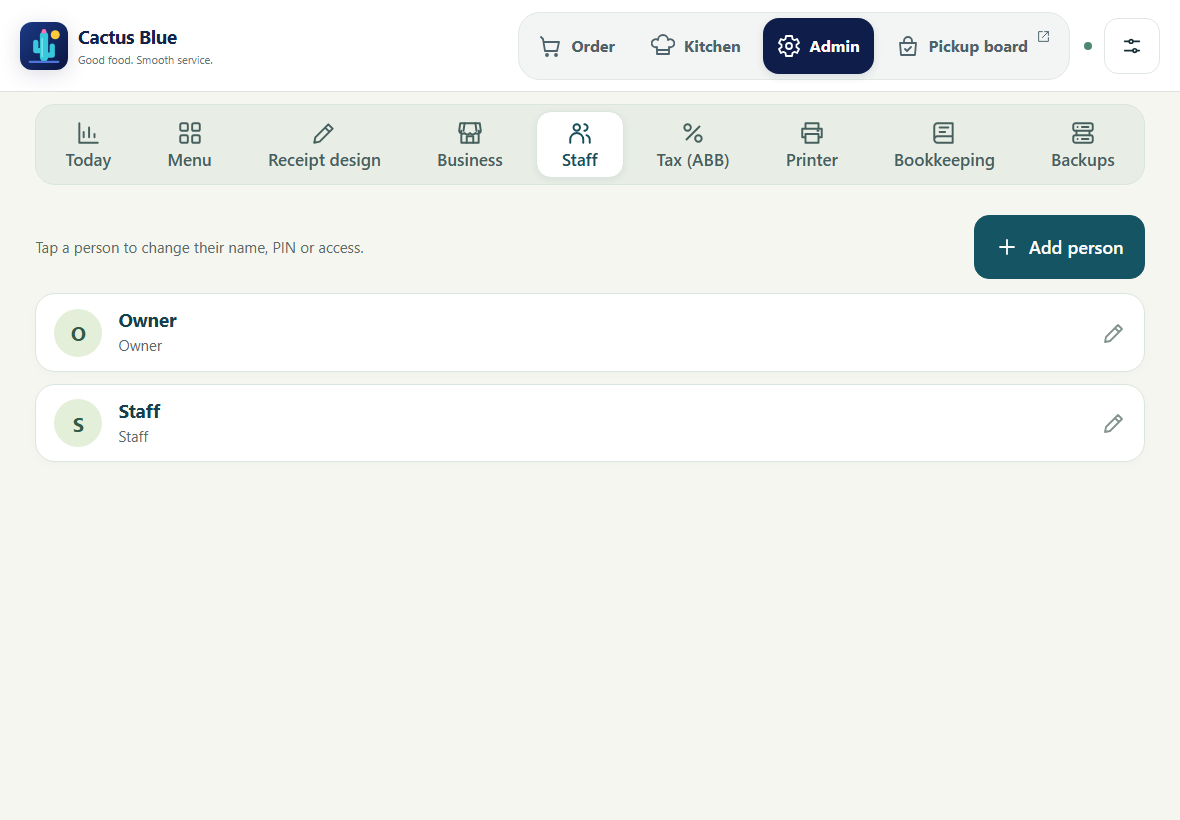 Cactus Blue
Good food. Smooth service.
Order
Kitchen
Admin
Pickup board
Today
Menu
Receipt design
Business
Staff
Tax (ABB)
Printer
Bookkeeping
Backups
Tap a person to change their name, PIN or access.
Add person
O
Owner
Owner
S
Staff
Staff